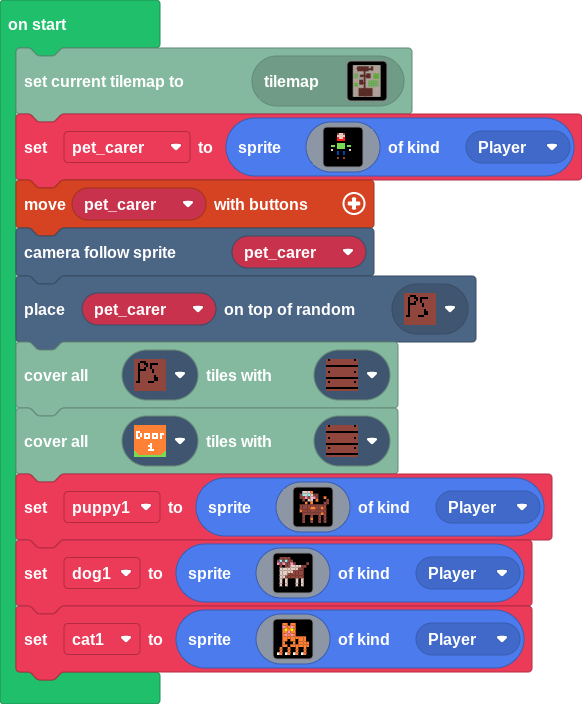 on start
set current tilemap to tilemap
set pet_carer to sprite of kind Player
move pet_carer with buttons
camera follow sprite pet_carer
place pet_carer on top of random PS
cover all PS tiles with
cover all Door 1 tiles with
set puppy1 to sprite of kind Player
set dog1 to sprite of kind Player
set cat1 to sprite of kind Player